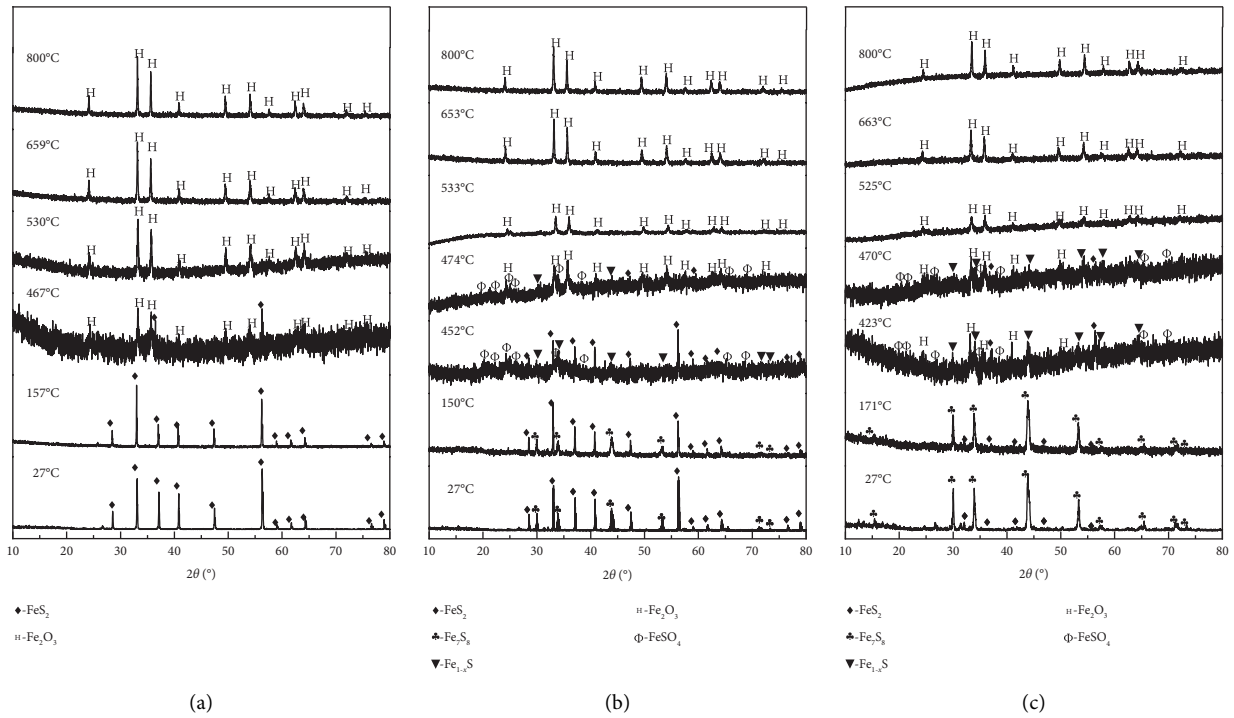 800°C
H H H H H H H H H H H
659°C
H H H H H H H H H H H
530°C
H H H H H H H H H H H
467°C
H H H H H H H H H H
157°C
27°C
10 20 30 40 50 60 70 80
2θ (°)
♦-FeS₂
H-Fe₂O₃
(a)
800°C
H H H H H H H H H H H
653°C
H H H H H H H H H H H
533°C
H H H H H H H H H H H
474°C
Φ Φ H Φ Φ H Φ H Φ H H H H H Φ Φ H
452°C
Φ Φ Φ Φ Φ Φ Φ
150°C
27°C
10 20 30 40 50 60 70 80
2θ (°)
♦-FeS₂
♣-Fe₇S₈
▼-Fe₁₋ₓS
H-Fe₂O₃
Φ-FeSO₄
(b)
800°C
H H H H H H H H H H
663°C
H H H H H H H H H H
525°C
H H H H H H H H H H
470°C
Φ Φ H Φ H H Φ H H Φ Φ
423°C
Φ Φ H Φ H H Φ H H Φ Φ
171°C
27°C
10 20 30 40 50 60 70 80
2θ (°)
♦-FeS₂
♣-Fe₇S₈
▼-Fe₁₋ₓS
H-Fe₂O₃
Φ-FeSO₄
(c)